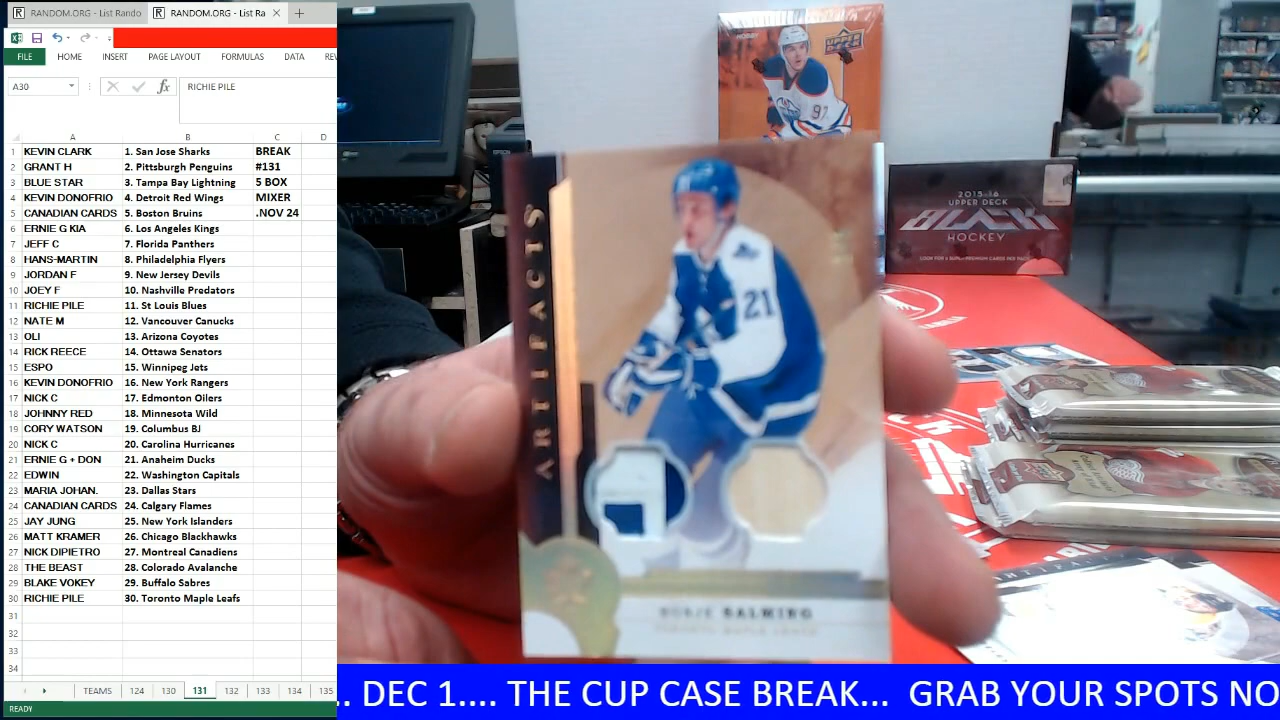 RANDOM.ORG - List Rando
RANDOM.ORG - List Ra
FILE HOME INSERT PAGE LAYOUT FORMULAS DATA REV
A30 fx RICHIE PILE
A B C D
1 KEVIN CLARK 1. San Jose Sharks BREAK
2 GRANT H 2. Pittsburgh Penguins #131
3 BLUE STAR 3. Tampa Bay Lightning 5 BOX
4 KEVIN DONOFRIO 4. Detroit Red Wings MIXER
5 CANADIAN CARDS 5. Boston Bruins .NOV 24
6 ERNIE G KIA 6. Los Angeles Kings
7 JEFF C 7. Florida Panthers
8 HANS-MARTIN 8. Philadelphia Flyers
9 JORDAN F 9. New Jersey Devils
10 JOEY F 10. Nashville Predators
11 RICHIE PILE 11. St Louis Blues
12 NATE M 12. Vancouver Canucks
13 OLI 13. Arizona Coyotes
14 RICK REECE 14. Ottawa Senators
15 ESPO 15. Winnipeg Jets
16 KEVIN DONOFRIO 16. New York Rangers
17 NICK C 17. Edmonton Oilers
18 JOHNNY RED 18. Minnesota Wild
19 CORY WATSON 19. Columbus BJ
20 NICK C 20. Carolina Hurricanes
21 ERNIE G + DON 21. Anaheim Ducks
22 EDWIN 22. Washington Capitals
23 MARIA JOHAN. 23. Dallas Stars
24 CANADIAN CARDS 24. Calgary Flames
25 JAY JUNG 25. New York Islanders
26 MATT KRAMER 26. Chicago Blackhawks
27 NICK DIPIETRO 27. Montreal Canadiens
28 THE BEAST 28. Colorado Avalanche
29 BLAKE VOKEY 29. Buffalo Sabres
30 RICHIE PILE 30. Toronto Maple Leafs
31
32
33
34
TEAMS 124 130 131 132 133 134 135
READY
HOBBY
UPPER DECK
97
2015-16
UPPER DECK
BLACK
HOCKEY
ARTIFACTS
21
BORJE SALMING
TORONTO MAPLE LEAFS
.. DEC 1.... THE CUP CASE BREAK... GRAB YOUR SPOTS NO